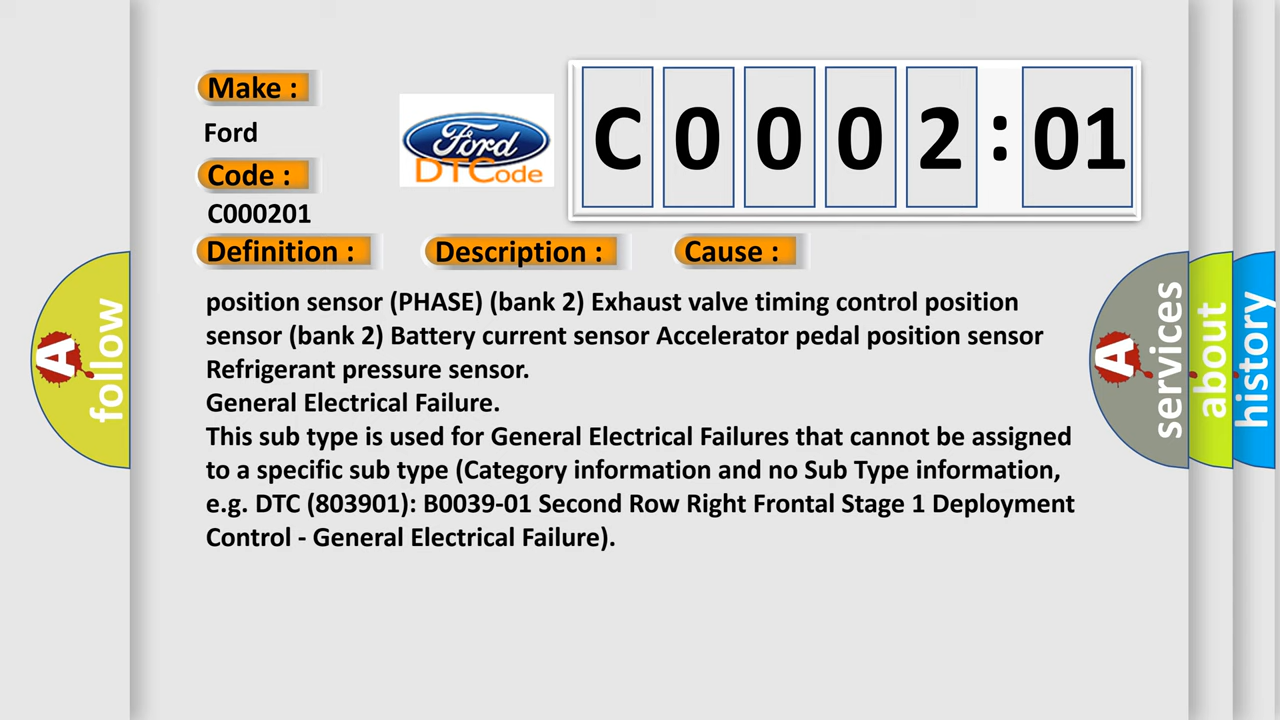 Make :
Ford
Code :
C000201
Ford
DTCode
C0002:01
Definition :
Description :
Cause :
position sensor (PHASE) (bank 2) Exhaust valve timing control position
sensor (bank 2) Battery current sensor Accelerator pedal position sensor
Refrigerant pressure sensor.
General Electrical Failure.
This sub type is used for General Electrical Failures that cannot be assigned
to a specific sub type (Category information and no Sub Type information,
e.g. DTC (803901): B0039-01 Second Row Right Frontal Stage 1 Deployment
Control - General Electrical Failure).
A
follow
A
services
about
history